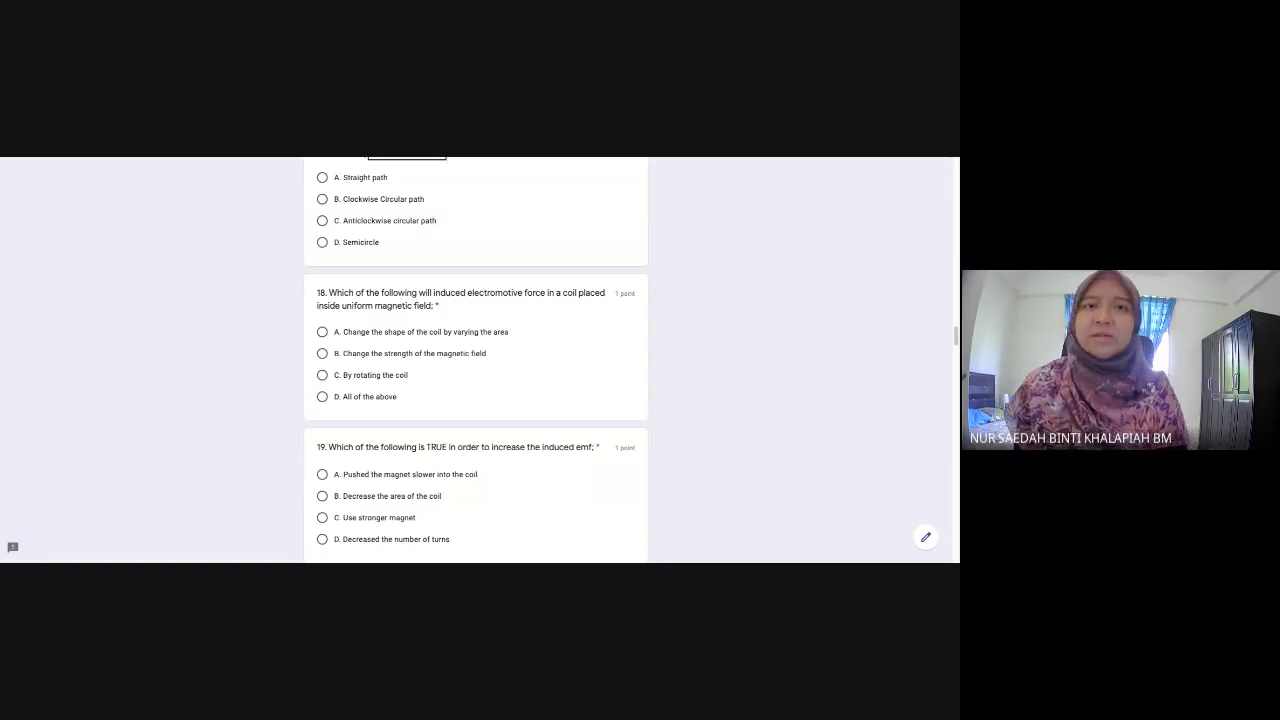 A. Straight path
B. Clockwise Circular path
C. Anticlockwise circular path
D. Semicircle
18. Which of the following will induced electromotive force in a coil placed 1 point
inside uniform magnetic field; *
A. Change the shape of the coil by varying the area
B. Change the strength of the magnetic field
C. By rotating the coil
D. All of the above
19. Which of the following is TRUE in order to increase the induced emf; * 1 point
A. Pushed the magnet slower into the coil
B. Decrease the area of the coil
C. Use stronger magnet
D. Decreased the number of turns
NUR SAEDAH BINTI KHALAPIAH BM